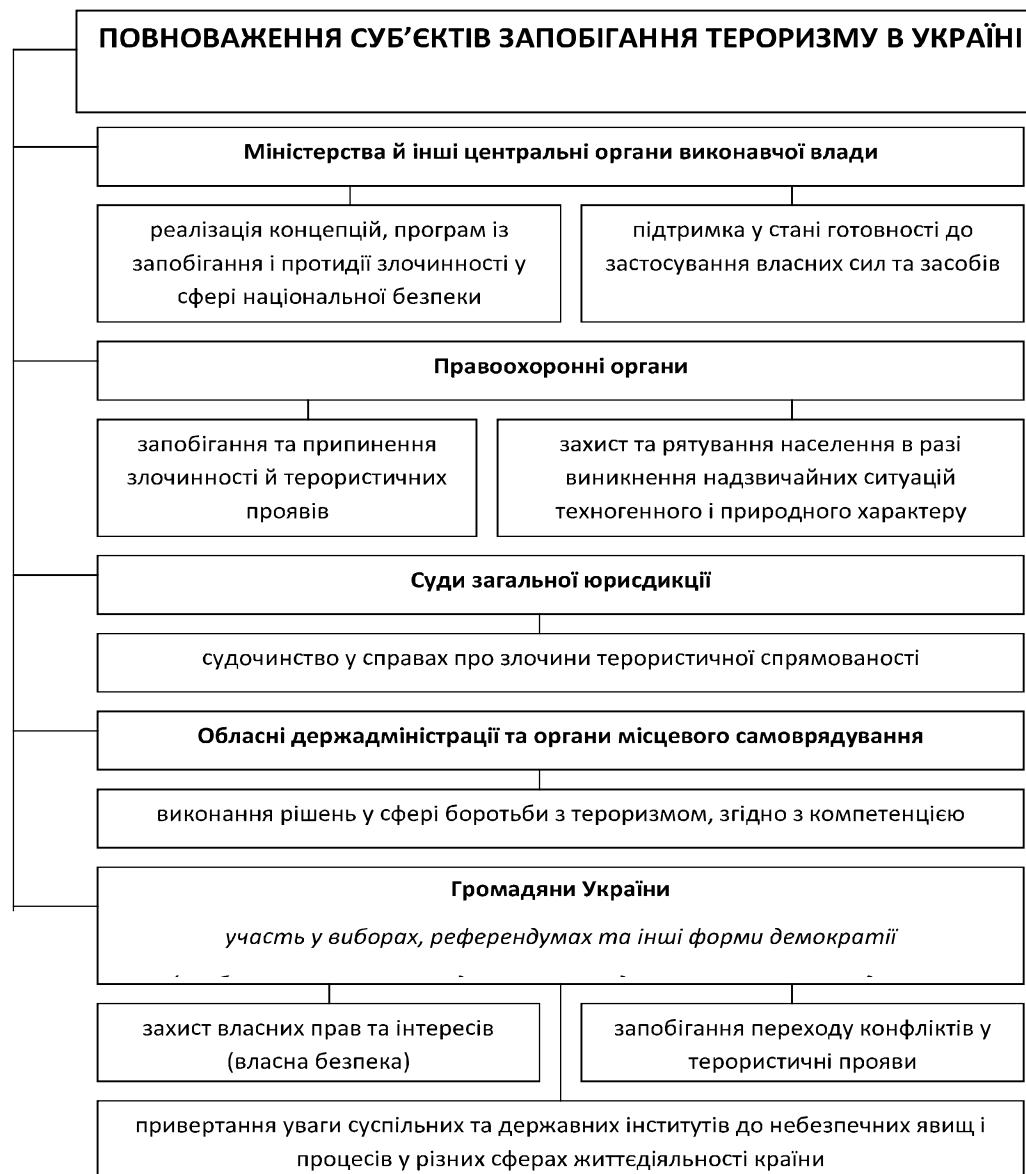 ПОВНОВАЖЕННЯ СУБ’ЄКТІВ ЗАПОБІГАННЯ ТЕРОРИЗМУ В УКРАЇНІ
Міністерства й інші центральні органи виконавчої влади
реалізація концепцій, програм із
запобігання і протидії злочинності у
сфері національної безпеки
підтримка у стані готовності до
застосування власних сил та засобів
Правоохоронні органи
запобігання та припинення
злочинності й терористичних
проявів
захист та рятування населення в разі
виникнення надзвичайних ситуацій
техногенного і природного характеру
Суди загальної юрисдикції
судочинство у справах про злочини терористичної спрямованості
Обласні держадміністрації та органи місцевого самоврядування
виконання рішень у сфері боротьби з тероризмом, згідно з компетенцією
Громадяни України
участь у виборах, референдумах та інші форми демократії
захист власних прав та інтересів
(власна безпека)
запобігання переходу конфліктів у
терористичні прояви
привертання уваги суспільних та державних інститутів до небезпечних явищ і
процесів у різних сферах життєдіяльності країни